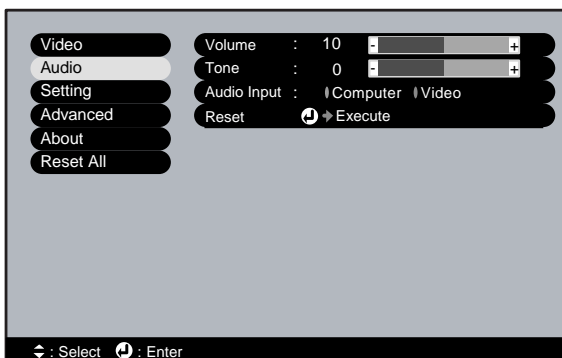 Video
Audio
Setting
Advanced
About
Reset All
Volume : 10 - +
Tone : 0 - +
Audio Input : Computer Video
Reset Execute
: Select : Enter